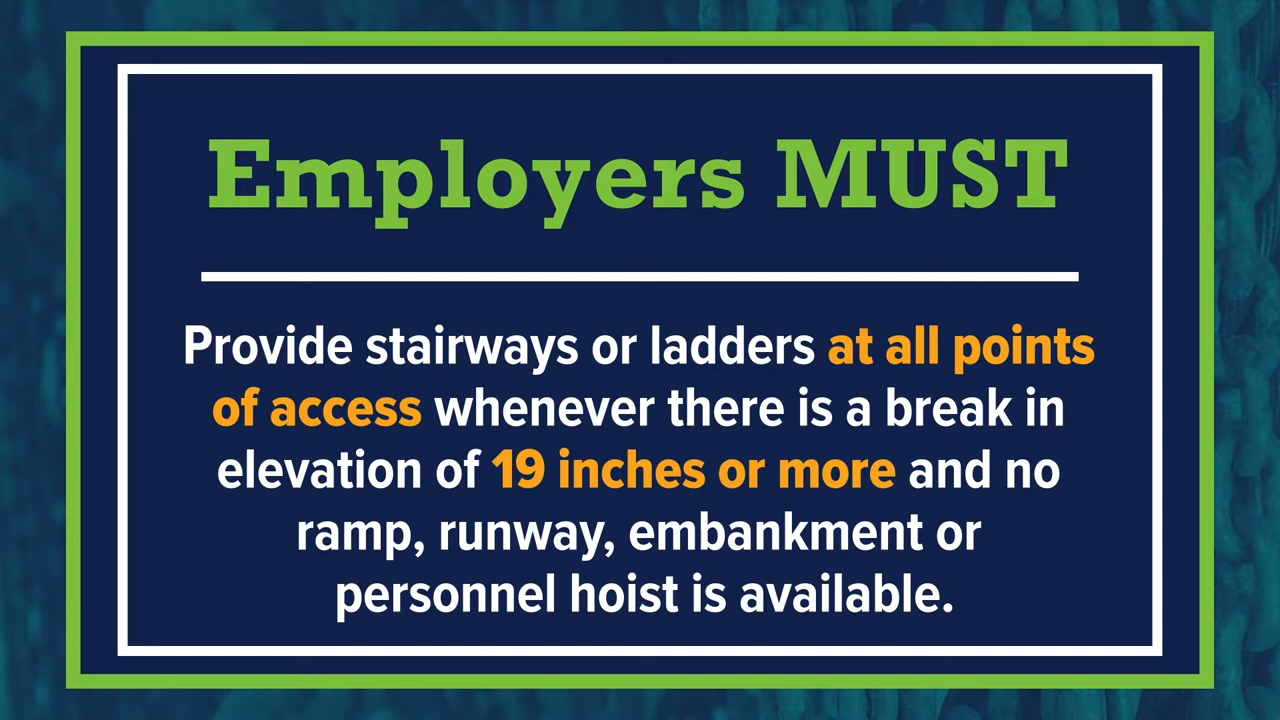 Employers MUST
Provide stairways or ladders at all points
of access whenever there is a break in
elevation of 19 inches or more and no
ramp, runway, embankment or
personnel hoist is available.